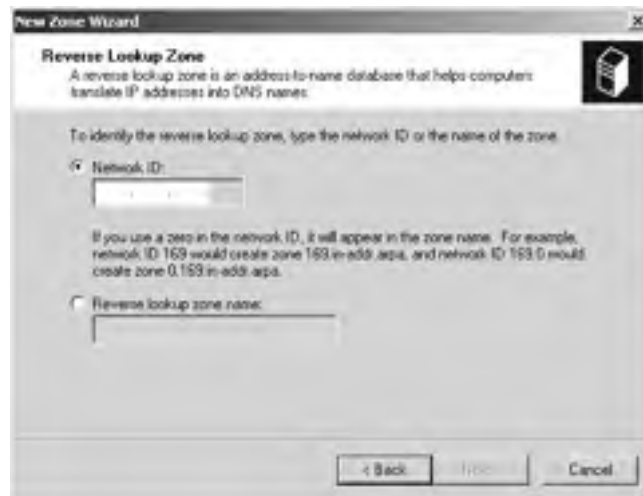 New Zone Wizard
Reverse Lookup Zone
A reverse lookup zone is an address-to-name database that helps computers
translate IP addresses into DNS names.
To identify the reverse lookup zone, type the network ID or the name of the zone.
Network ID:
If you use a zero in the network ID, it will appear in the zone name. For example,
network ID 169 would create zone 169.in-addr.arpa, and network ID 169.0 would
create zone 0.169.in-addr.arpa.
Reverse lookup zone name:
< Back
Cancel